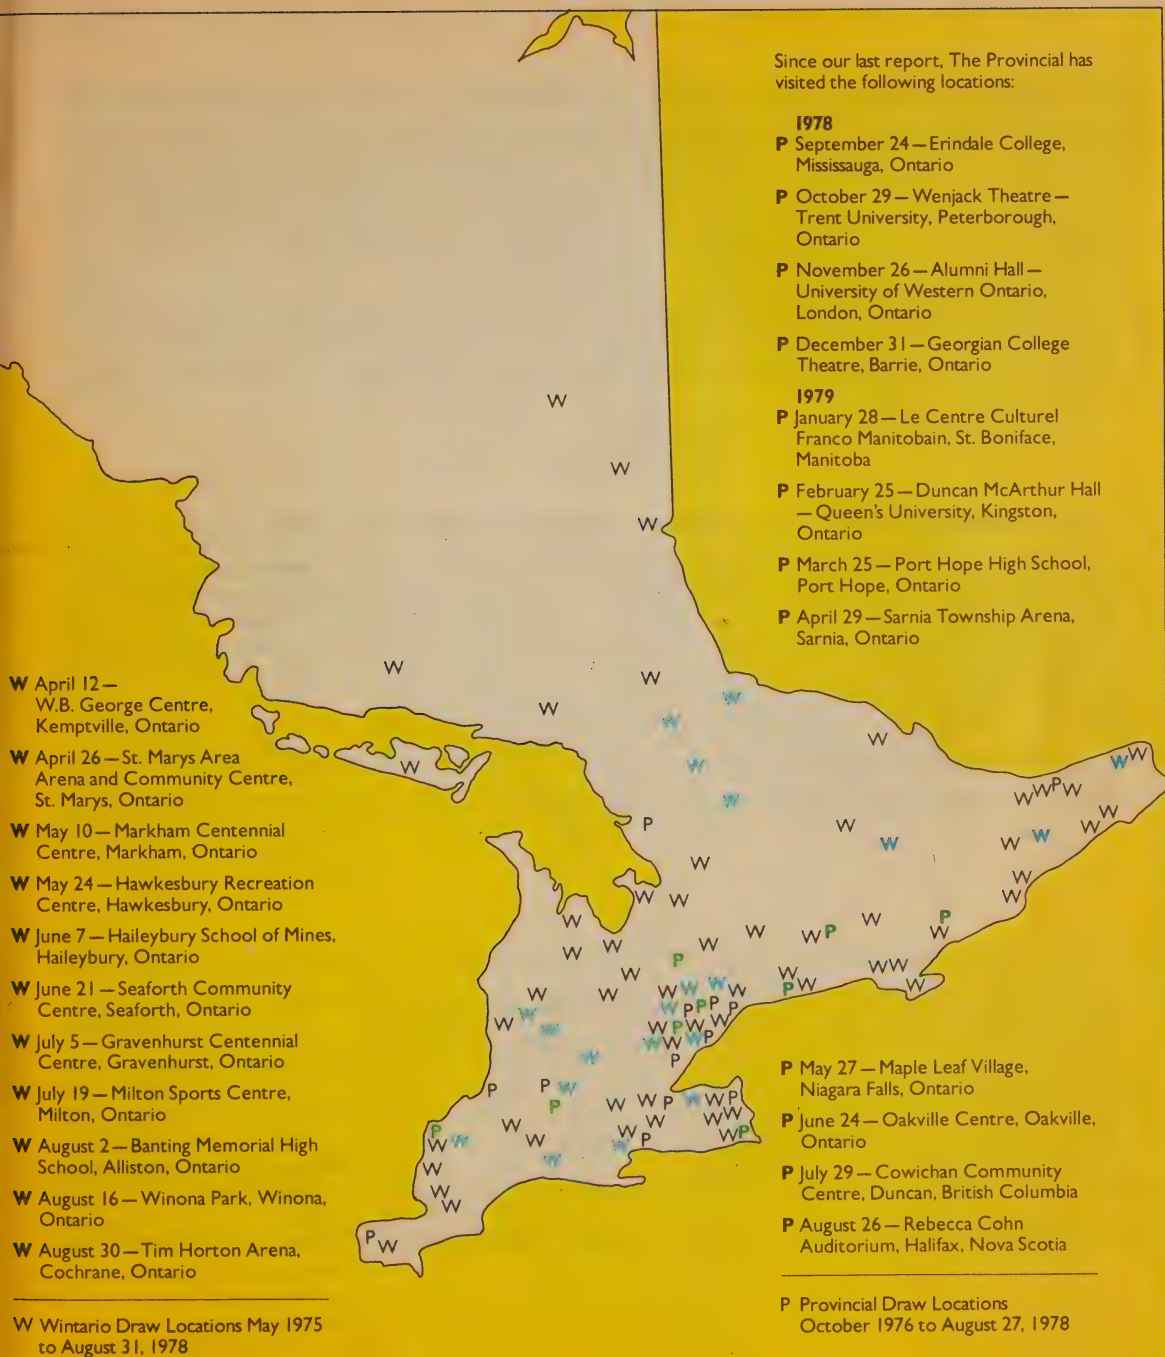 Since our last report, The Provincial has
visited the following locations:
1978
P September 24—Erindale College,
Mississauga, Ontario
P October 29—Wenjack Theatre—
Trent University, Peterborough,
Ontario
P November 26—Alumni Hall—
University of Western Ontario,
London, Ontario
P December 31—Georgian College
Theatre, Barrie, Ontario
1979
P January 28—Le Centre Culturel
Franco Manitobain, St. Boniface,
Manitoba
P February 25—Duncan McArthur Hall
—Queen's University, Kingston,
Ontario
P March 25—Port Hope High School,
Port Hope, Ontario
P April 29—Sarnia Township Arena,
Sarnia, Ontario
W April 12—
W.B. George Centre,
Kemptville, Ontario
W April 26—St. Marys Area
Arena and Community Centre,
St. Marys, Ontario
W May 10—Markham Centennial
Centre, Markham, Ontario
W May 24—Hawkesbury Recreation
Centre, Hawkesbury, Ontario
W June 7—Haileybury School of Mines,
Haileybury, Ontario
W June 21—Seaforth Community
Centre, Seaforth, Ontario
W July 5—Gravenhurst Centennial
Centre, Gravenhurst, Ontario
W July 19—Milton Sports Centre,
Milton, Ontario
W August 2—Banting Memorial High
School, Alliston, Ontario
W August 16—Winona Park, Winona,
Ontario
W August 30—Tim Horton Arena,
Cochrane, Ontario
W Wintario Draw Locations May 1975
to August 31, 1978
P May 27—Maple Leaf Village,
Niagara Falls, Ontario
P June 24—Oakville Centre, Oakville,
Ontario
P July 29—Cowichan Community
Centre, Duncan, British Columbia
P August 26—Rebecca Cohn
Auditorium, Halifax, Nova Scotia
P Provincial Draw Locations
October 1976 to August 27, 1978